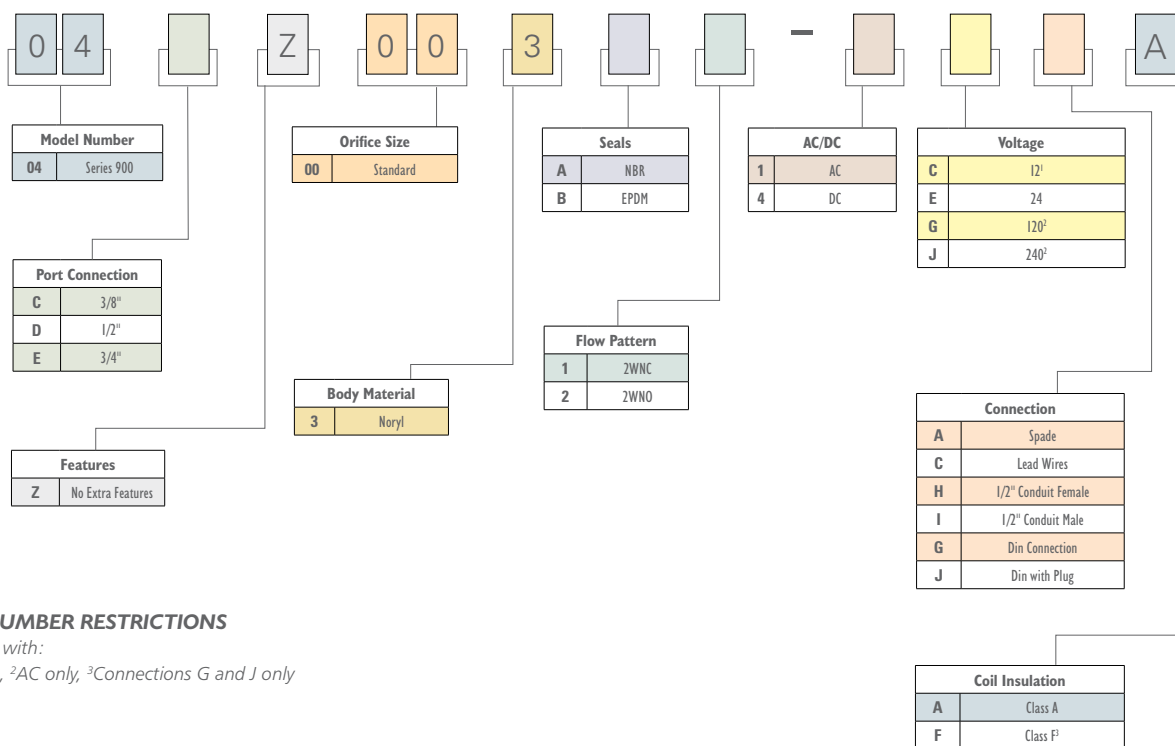 0 4 Z 0 0 3 – A
Model Number
04 Series 900
Port Connection
C 3/8"
D 1/2"
E 3/4"
Features
Z No Extra Features
Orifice Size
00 Standard
Body Material
3 Noryl
Seals
A NBR
B EPDM
Flow Pattern
1 2WNC
2 2WNO
AC/DC
1 AC
4 DC
Voltage
C 12¹
E 24
G 120²
J 240²
Connection
A Spade
C Lead Wires
H 1/2" Conduit Female
I 1/2" Conduit Male
G Din Connection
J Din with Plug
Coil Insulation
A Class A
F Class F³
UMBER RESTRICTIONS
with:
, ²AC only, ³Connections G and J only